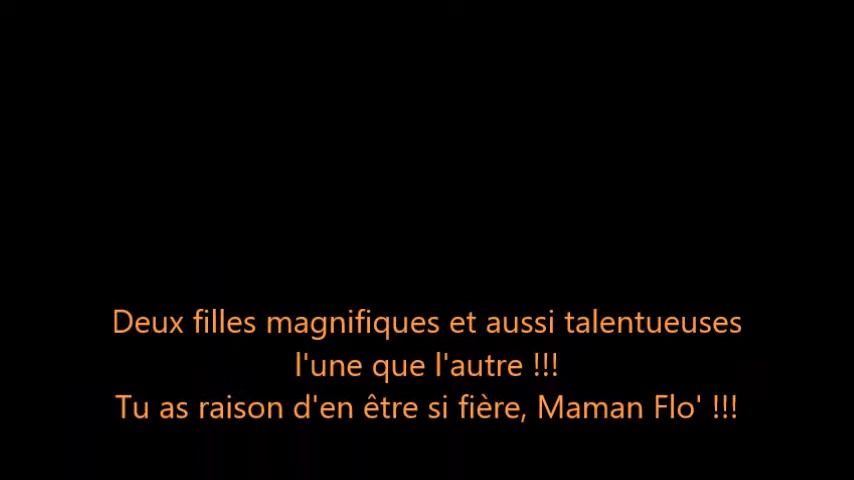 Deux filles magnifiques et aussi talentueuses
l'une que l'autre !!!
Tu as raison d'en être si fière, Maman Flo' !!!